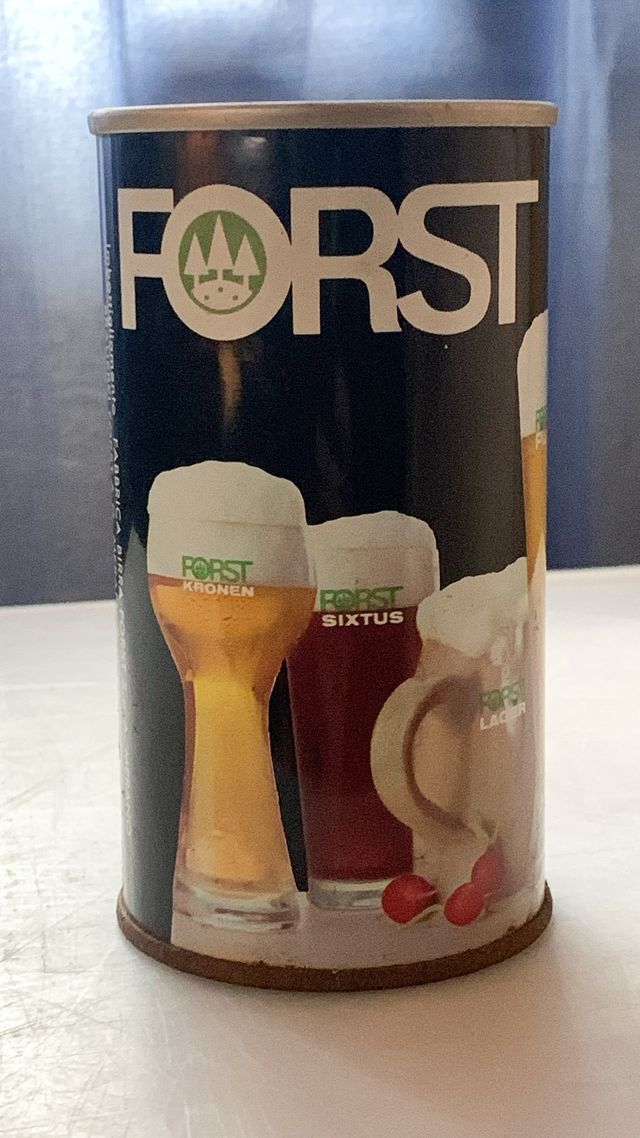 FORST
FORST
KRONEN
FORST
SIXTUS
FORST
LAGER
FABBRICA BIRRA